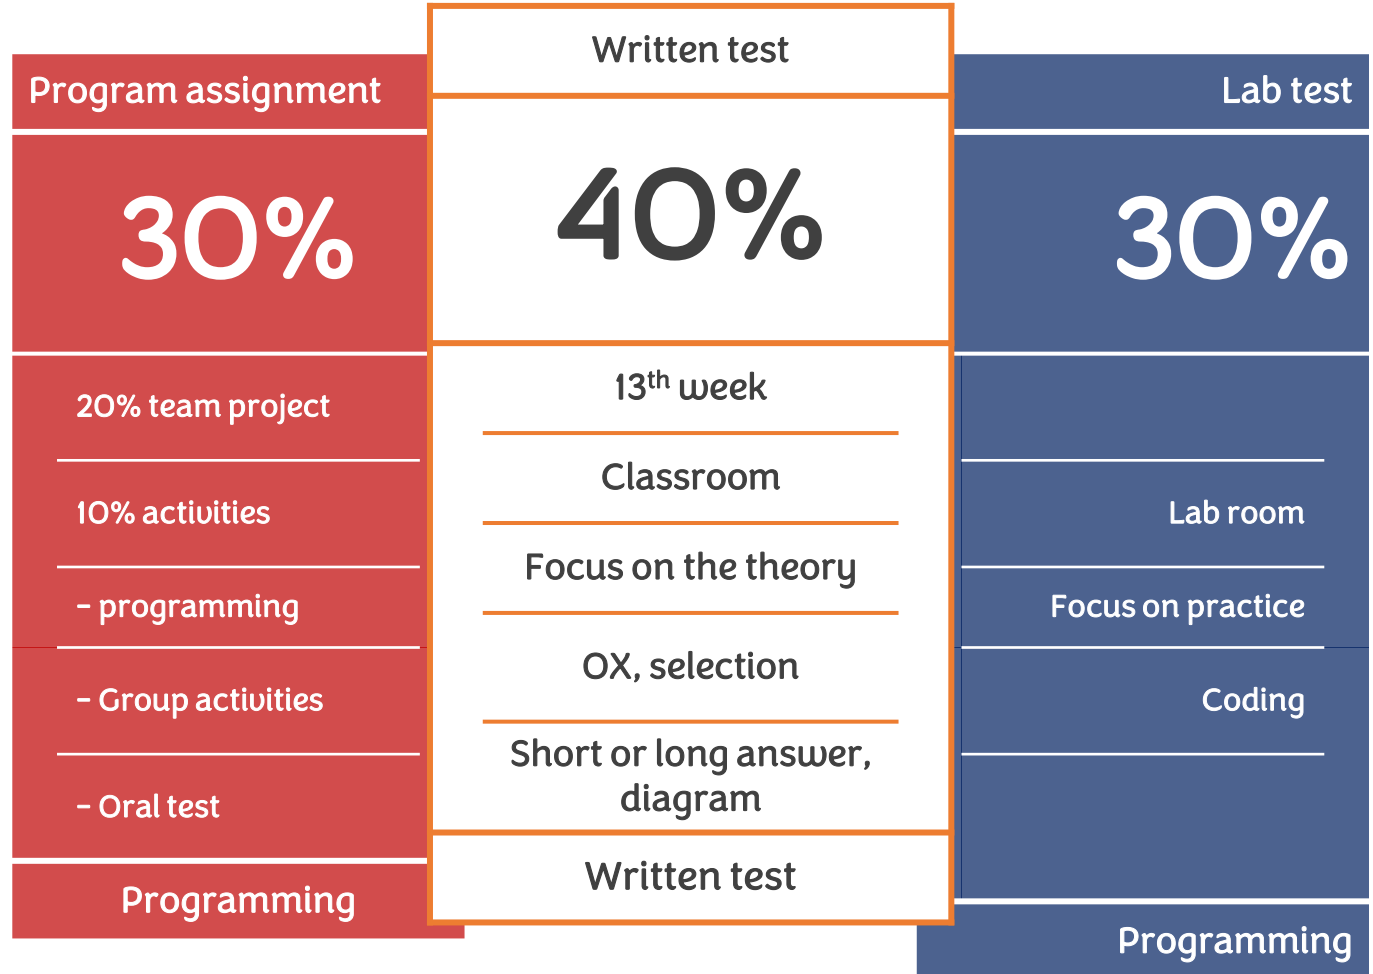 Program assignment
30%
20% team project
10% activities
- programming
- Group activities
- Oral test
Programming
Written test
40%
13th week
Classroom
Focus on the theory
OX, selection
Short or long answer,
diagram
Written test
Lab test
30%
Lab room
Focus on practice
Coding
Programming